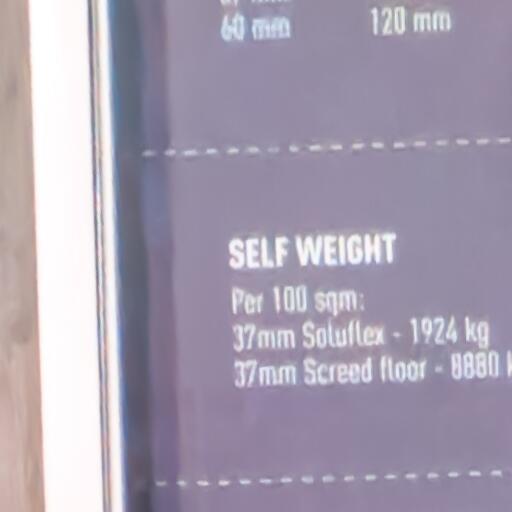 60 mm 120 mm
SELF WEIGHT
Per 100 sqm:
37mm Soluflex - 1924 kg
37mm Screed floor - 8880